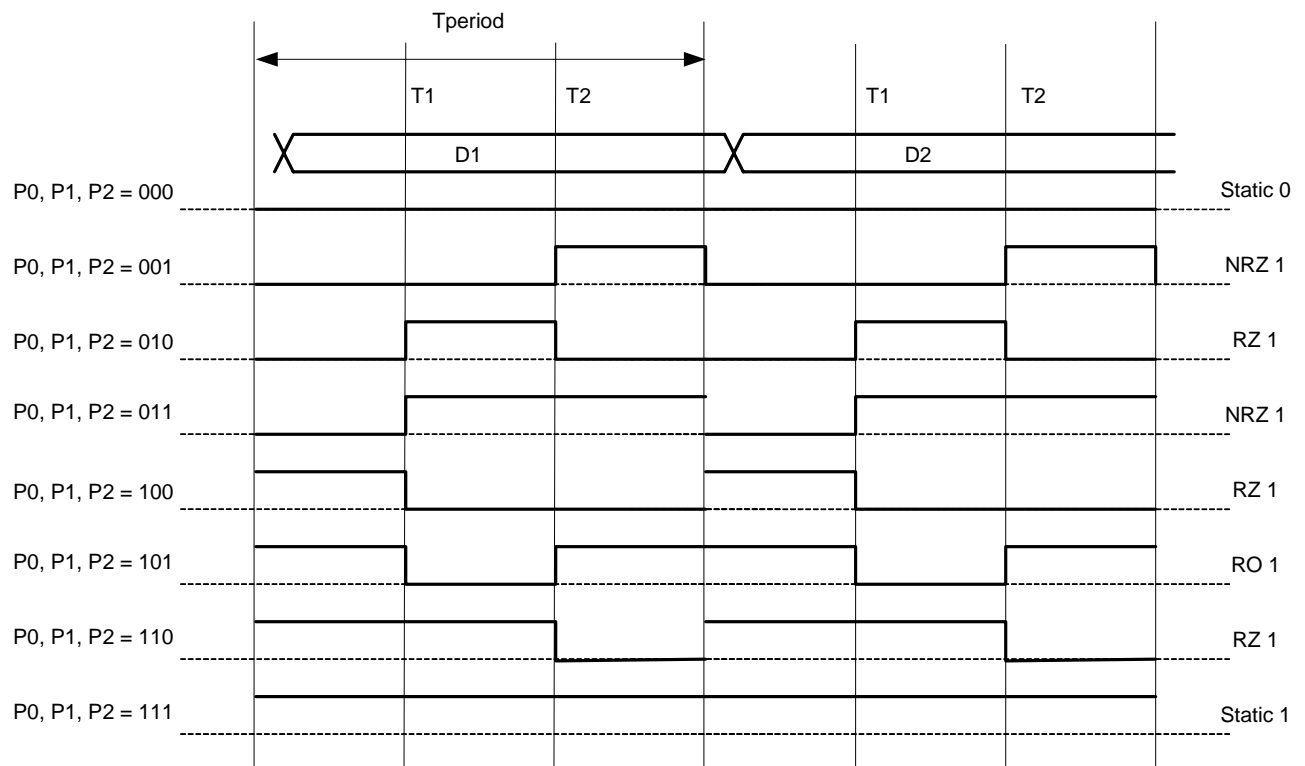 Tperiod
T1
T2
T1
T2
D1
D2
P0, P1, P2 = 000
Static 0
P0, P1, P2 = 001
NRZ 1
P0, P1, P2 = 010
RZ 1
P0, P1, P2 = 011
NRZ 1
P0, P1, P2 = 100
RZ 1
P0, P1, P2 = 101
RO 1
P0, P1, P2 = 110
RZ 1
P0, P1, P2 = 111
Static 1